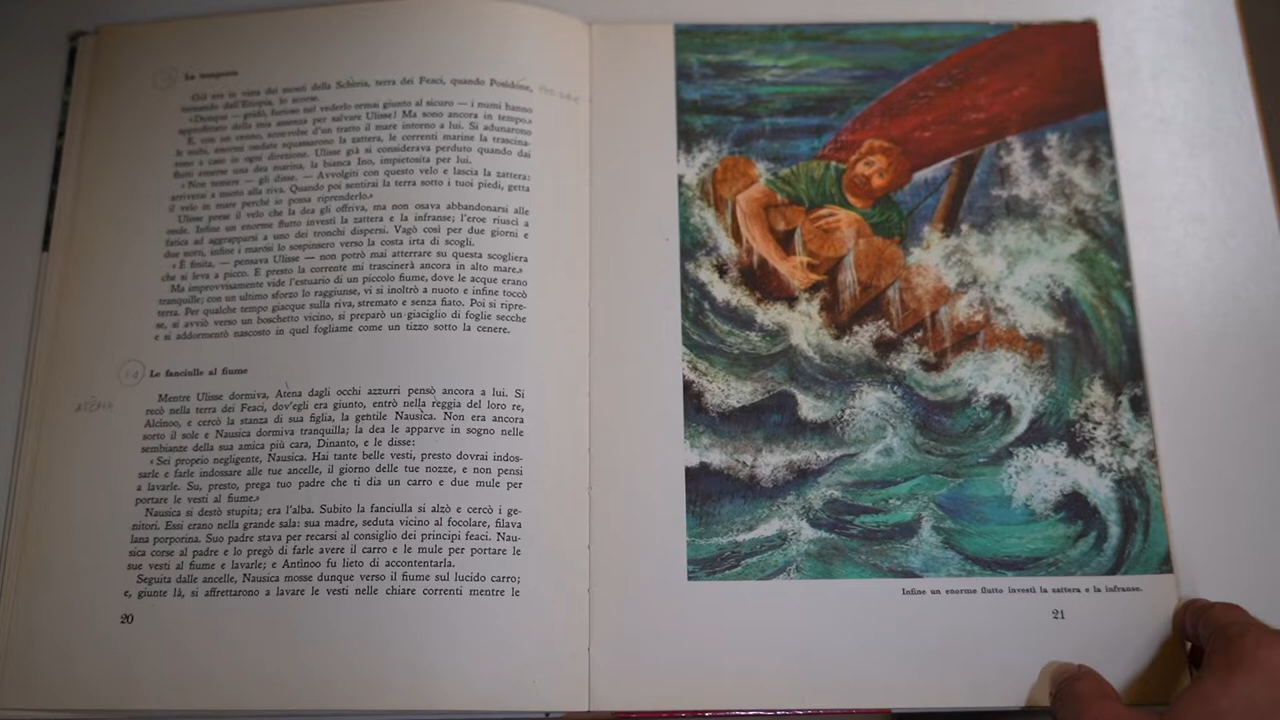 La tempesta
Già era in vista dei monti della Schèria, terra dei Feaci, quando Posidóne,
tornando dall'Etiopia, lo scorse.
«Dunque — gridò, furioso nel vederlo ormai giunto al sicuro — i numi hanno
approfittato della mia assenza per salvare Ulisse! Ma sono ancora in tempo.»
E, con un cenno, sconvolse d'un tratto il mare intorno a lui. Si adunarono
le nubi, enormi ondate squassarono la zattera, le correnti marine la trascina-
rono a caso in ogni direzione. Ulisse già si considerava perduto quando dai
flutti emerse una dea marina, la bianca Ino, impietosita per lui.
«Non temere — gli disse. — Avvolgiti con questo velo e lascia la zattera:
arriverai a nuoto alla riva. Quando poi sentirai la terra sotto i tuoi piedi, getta
il velo in mare perché io possa riprenderlo.»
Ulisse prese il velo che la dea gli offriva, ma non osava abbandonarsi alle
onde. Infine un enorme flutto investì la zattera e la infranse; l'eroe riuscì a
fatica ad aggrapparsi a uno dei tronchi dispersi. Vagò così per due giorni e
due notti, infine i marosi lo sospinsero verso la costa irta di scogli.
«È finita, — pensava Ulisse — non potrò mai atterrare su questa scogliera
che si leva a picco. E presto la corrente mi trascinerà ancora in alto mare.»
Ma improvvisamente vide l'estuario di un piccolo fiume, dove le acque erano
tranquille; con un ultimo sforzo lo raggiunse, vi si inoltrò a nuoto e infine toccò
terra. Per qualche tempo giacque sulla riva, stremato e senza fiato. Poi si ripre-
se, si avviò verso un boschetto vicino, si preparò un giaciglio di foglie secche
e si addormentò nascosto in quel fogliame come un tizzo sotto la cenere.
Le fanciulle al fiume
Mentre Ulisse dormiva, Atena dagli occhi azzurri pensò ancora a lui. Si
ATÈNA
recò nella terra dei Feaci, dov'egli era giunto, entrò nella reggia del loro re,
Alcinoo, e cercò la stanza di sua figlia, la gentile Nausica. Non era ancora
sorto il sole e Nausica dormiva tranquilla; la dea le apparve in sogno nelle
sembianze della sua amica più cara, Dinanto, e le disse:
«Sei proprio negligente, Nausica. Hai tante belle vesti, presto dovrai indos-
sarle e farle indossare alle tue ancelle, il giorno delle tue nozze, e non pensi
a lavarle. Su, presto, prega tuo padre che ti dia un carro e due mule per
portare le vesti al fiume.»
Nausica si destò stupita; era l'alba. Subito la fanciulla si alzò e cercò i ge-
nitori. Essi erano nella grande sala: sua madre, seduta vicino al focolare, filava
lana porporina. Suo padre stava per recarsi al consiglio dei principi feaci. Nau-
sica corse al padre e lo pregò di farle avere il carro e le mule per portare le
sue vesti al fiume e lavarle; e Antinoo fu lieto di accontentarla.
Seguita dalle ancelle, Nausica mosse dunque verso il fiume sul lucido carro;
e, giunte là, si affrettarono a lavare le vesti nelle chiare correnti mentre le
20
Infine un enorme flutto investì la zattera e la infranse.
21